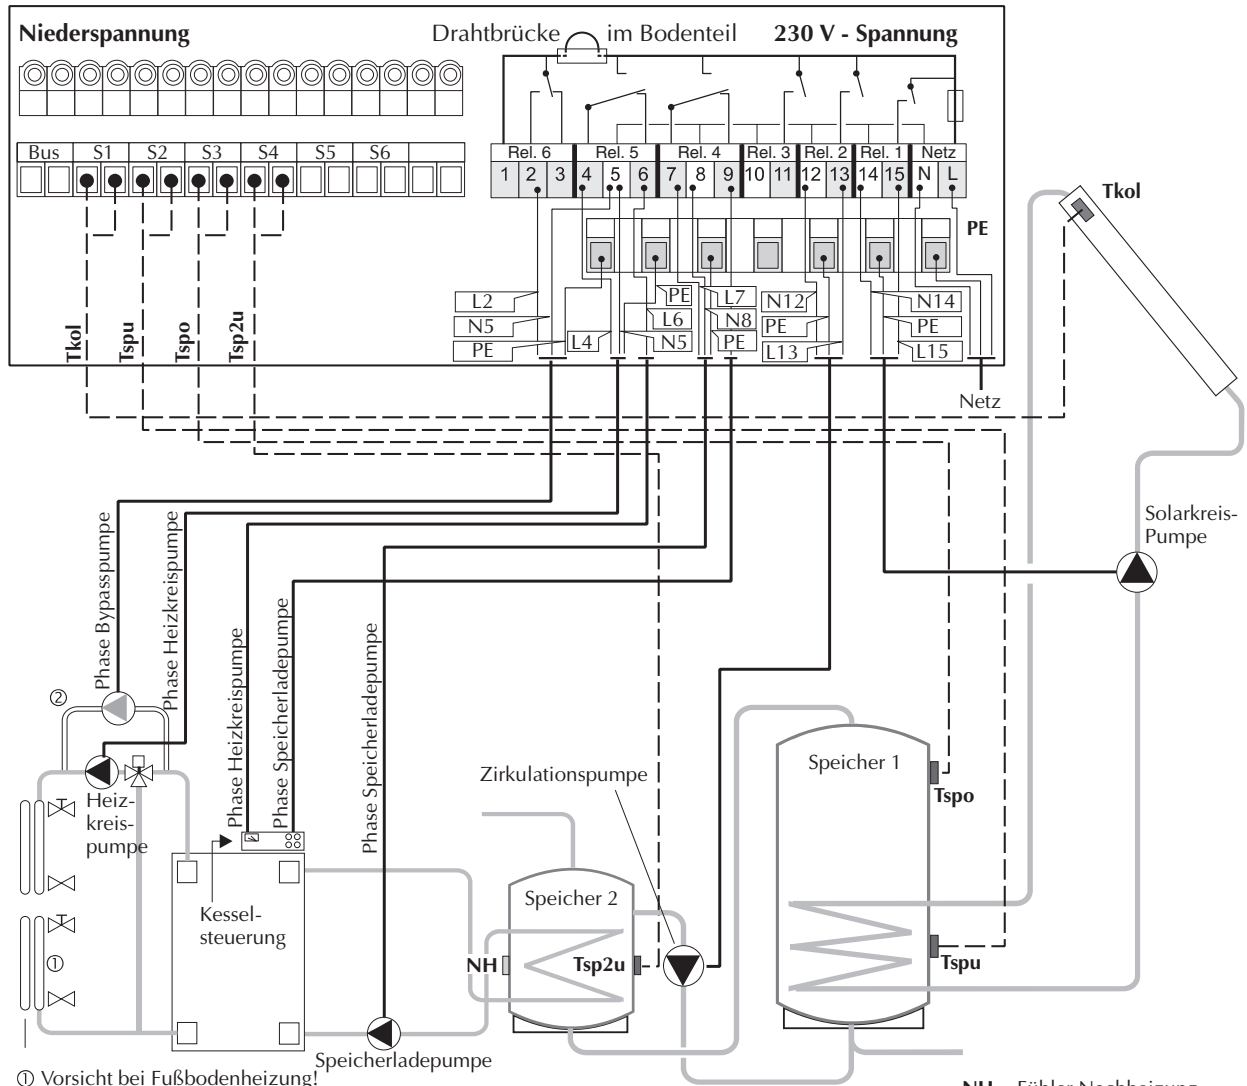 Niederspannung
Drahtbrücke im Bodenteil 230 V - Spannung
Bus S1 S2 S3 S4 S5 S6
Rel. 6 Rel. 5 Rel. 4 Rel. 3 Rel. 2 Rel. 1 Netz
1 2 3 4 5 6 7 8 9 10 11 12 13 14 15 N L
PE
Tkol
L2
N5
PE
L4
PE
L6
N5
L7
N8
PE
N12
PE
L13
N14
PE
L15
Tkol
Tspu
Tspo
Tsp2u
Netz
Phase Bypasspumpe
Phase Heizkreispumpe
Phase Heizkreispumpe
Phase Speicherladepumpe
Phase Speicherladepumpe
Solarkreis-
Pumpe
②
Heiz-
kreis-
pumpe
Zirkulationspumpe
Speicher 1
Tspo
Kessel-
steuerung
Speicher 2
①
NH
Tsp2u
Tspu
Speicherladepumpe
① Vorsicht bei Fußbodenheizung!
NH Fühler Nachheizung